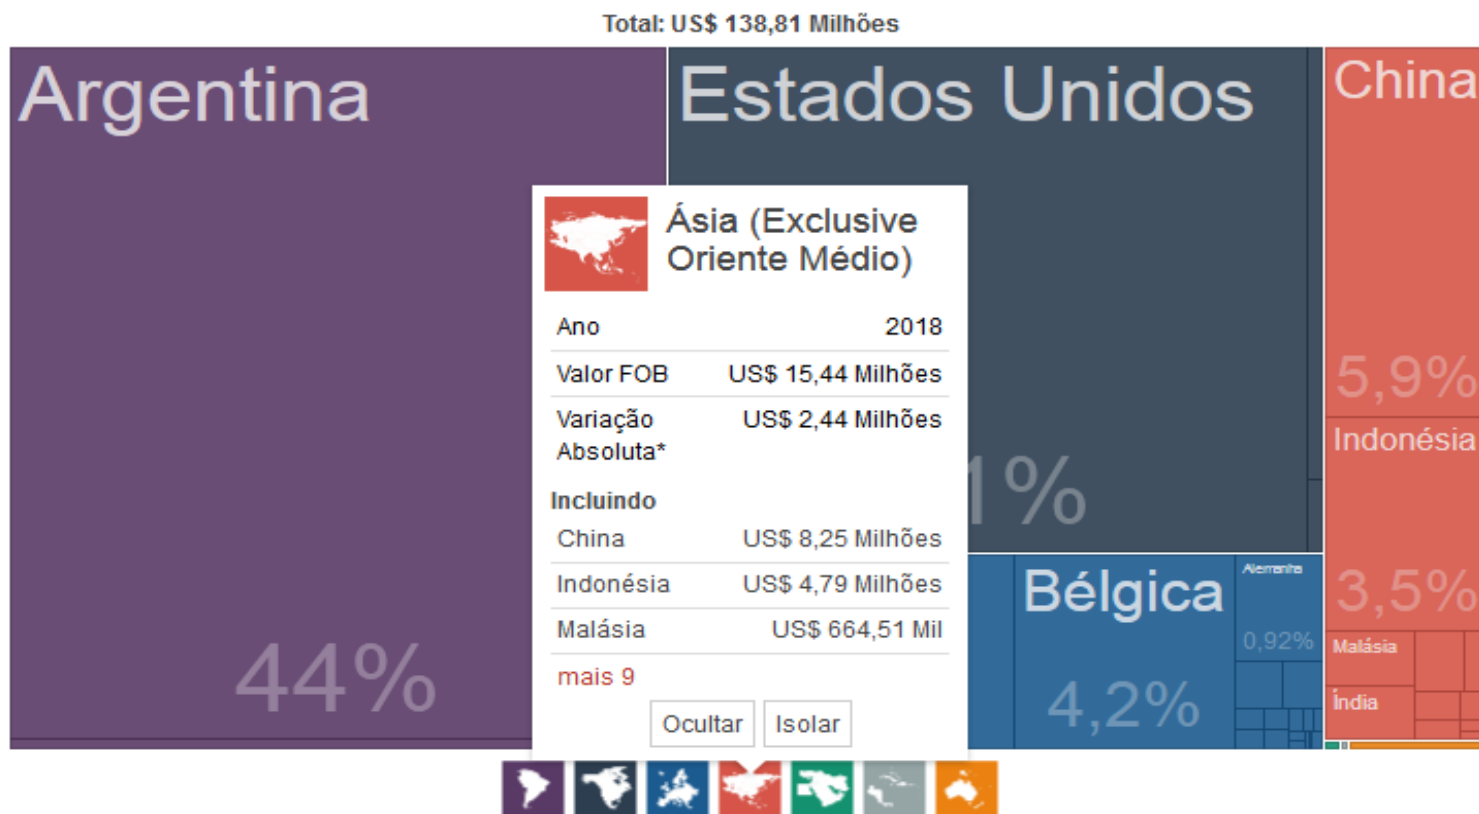 Total: US$ 138,81 Milhões
Argentina
44%
Estados Unidos
1%
China
5,9%
Indonésia
3,5%
Malásia
Índia
Bélgica
4,2%
Alemanha
0,92%
Ásia (Exclusive
Oriente Médio)
Ano 2018
Valor FOB US$ 15,44 Milhões
Variação US$ 2,44 Milhões
Absoluta*
Incluindo
China US$ 8,25 Milhões
Indonésia US$ 4,79 Milhões
Malásia US$ 664,51 Mil
mais 9
Ocultar Isolar